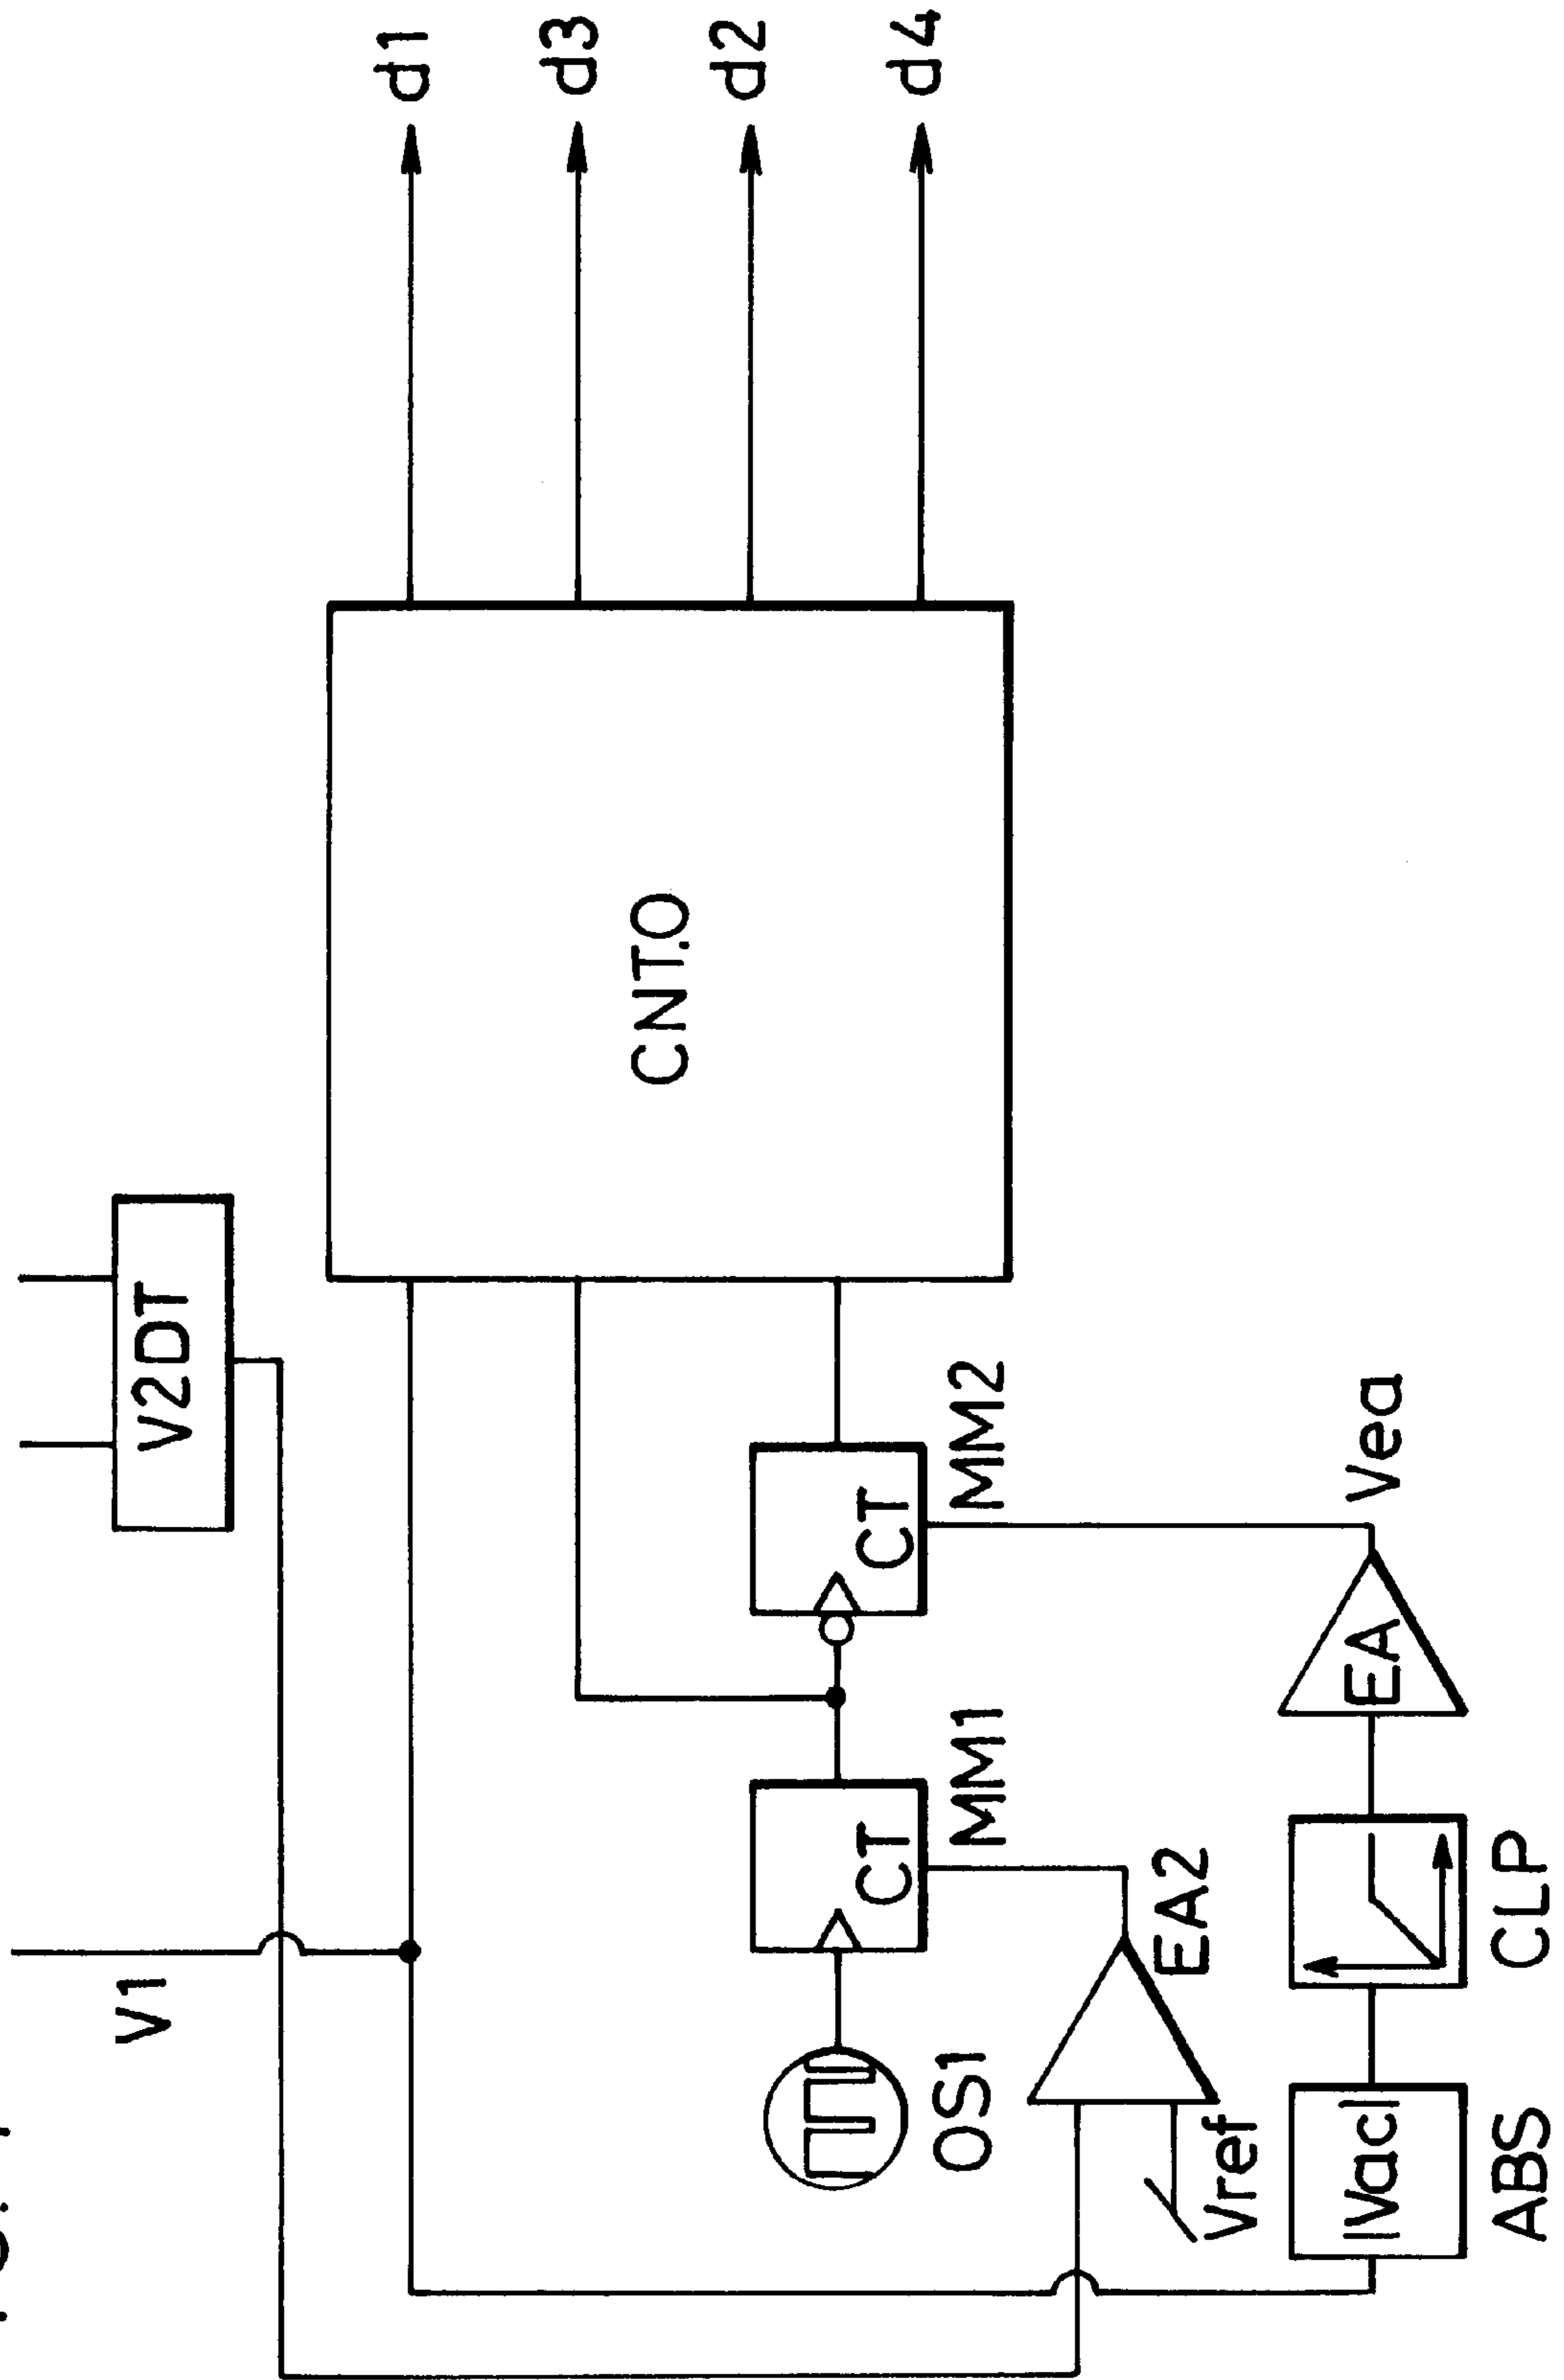 V1
V2DT
CNT.0
d1
d3
d2
d4
OS1
CT
MM1
CT
MM2
EA2
Vref
|Vac|
ABS
CLP
EA
Vea